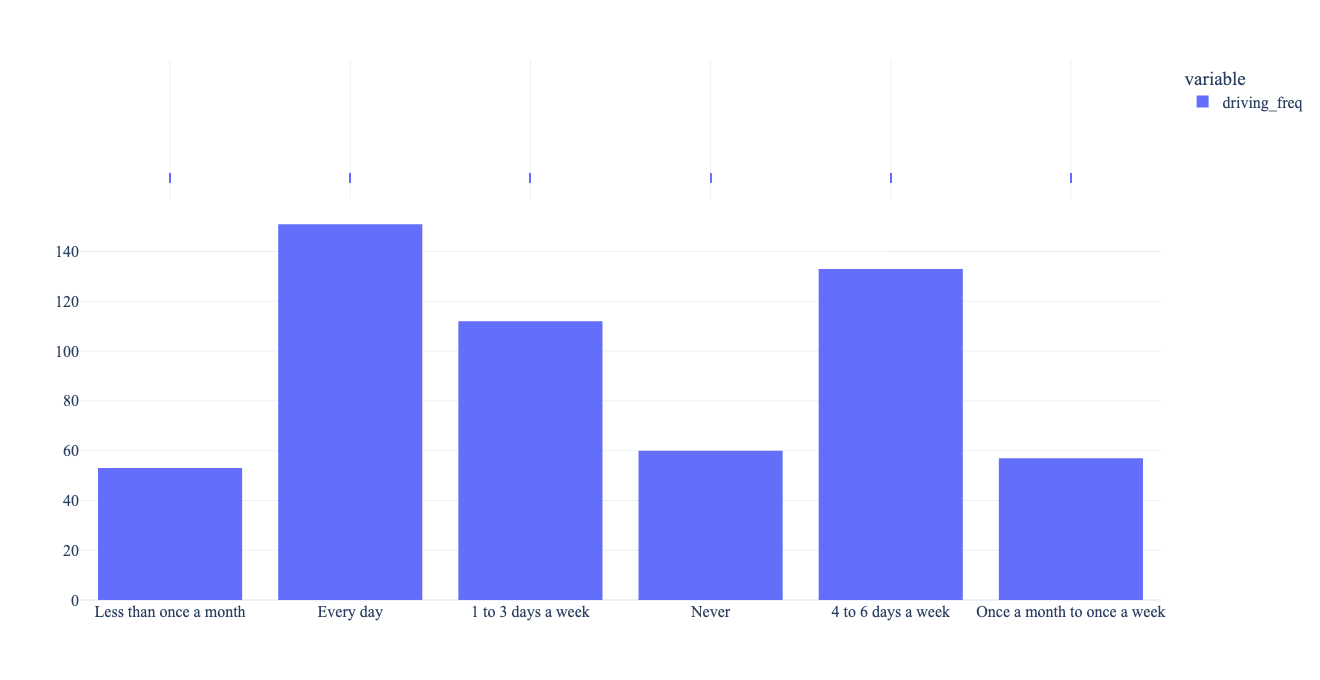 variable
driving_freq
140
120
100
80
60
40
20
0
Less than once a month
Every day
1 to 3 days a week
Never
4 to 6 days a week
Once a month to once a week